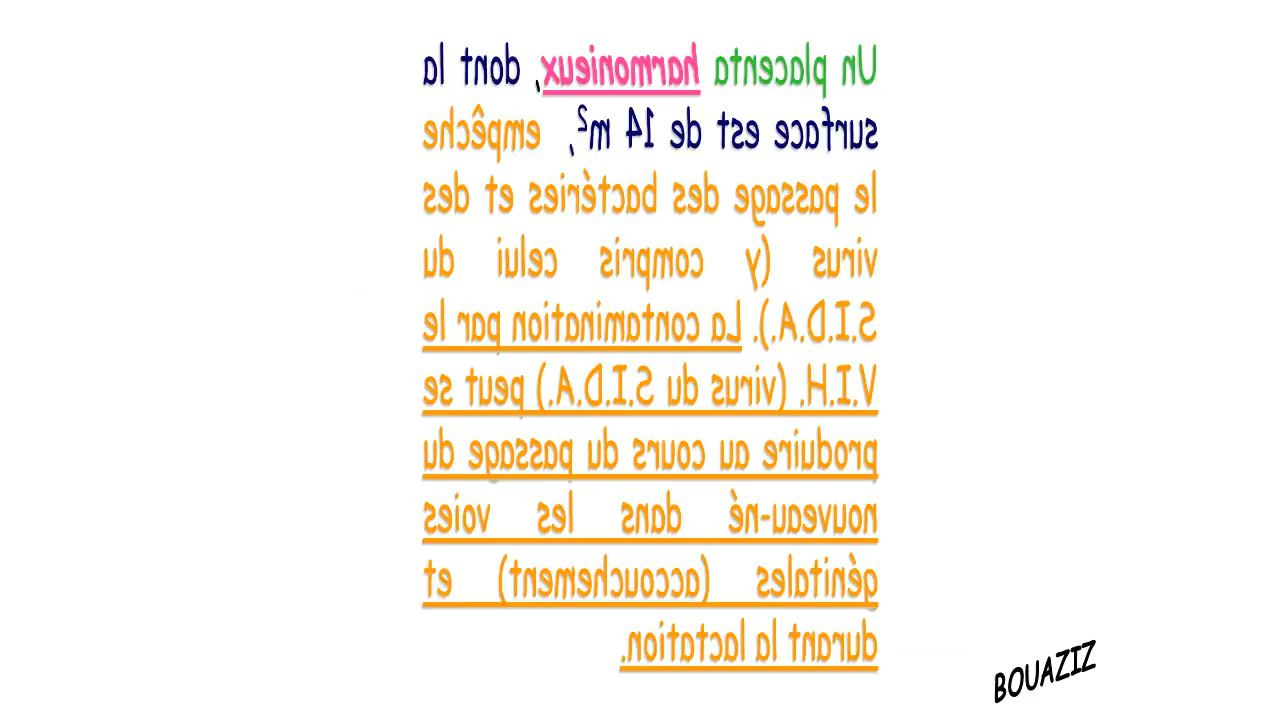 Un placenta harmonieux, dont la
surface est de 14 m², empêche
le passage des bactéries et des
virus (y compris celui du
S.I.D.A.). La contamination par le
V.I.H. (virus du S.I.D.A.) peut se
produire au cours du passage du
nouveau-né dans les voies
génitales (accouchement) et
durant la lactation.
BOUAZIZ